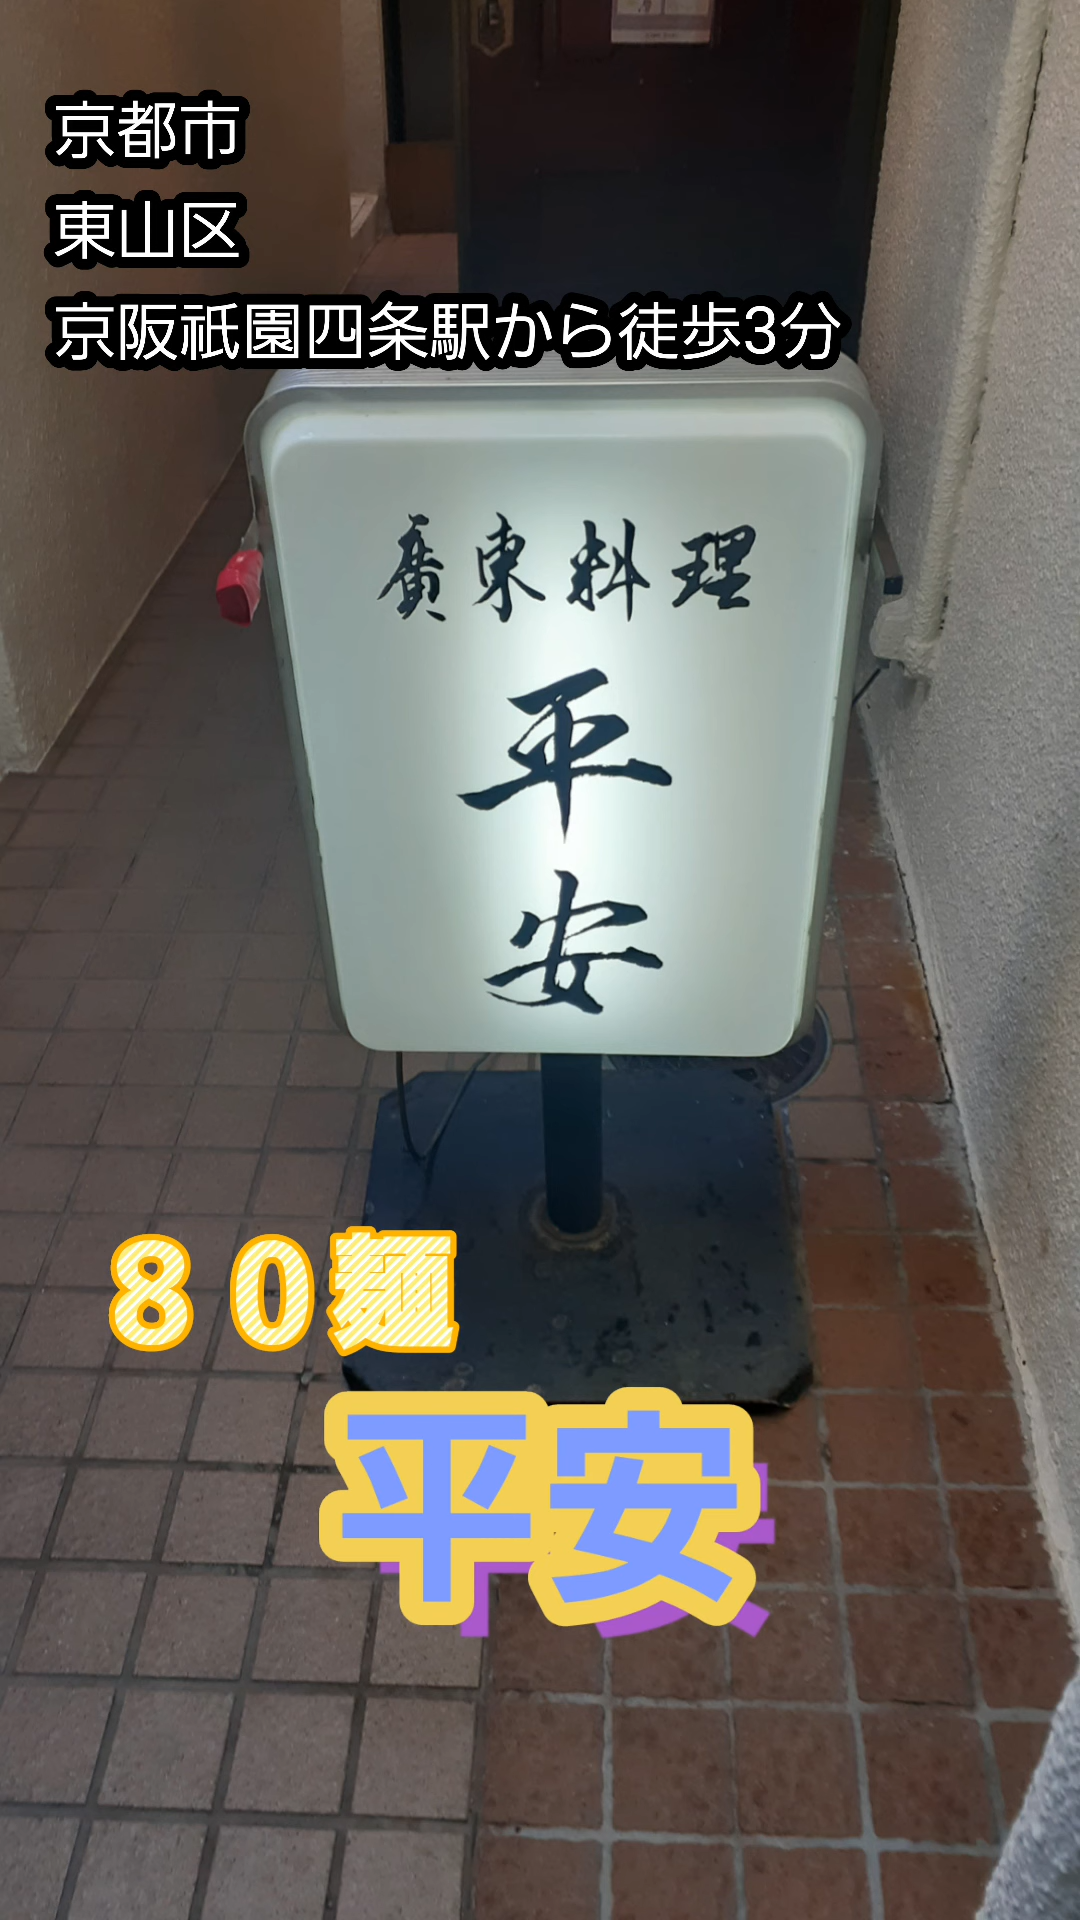 京都市
東山区
京阪祇園四条駅から徒歩3分
廣東料理
平安
８０麺
平安